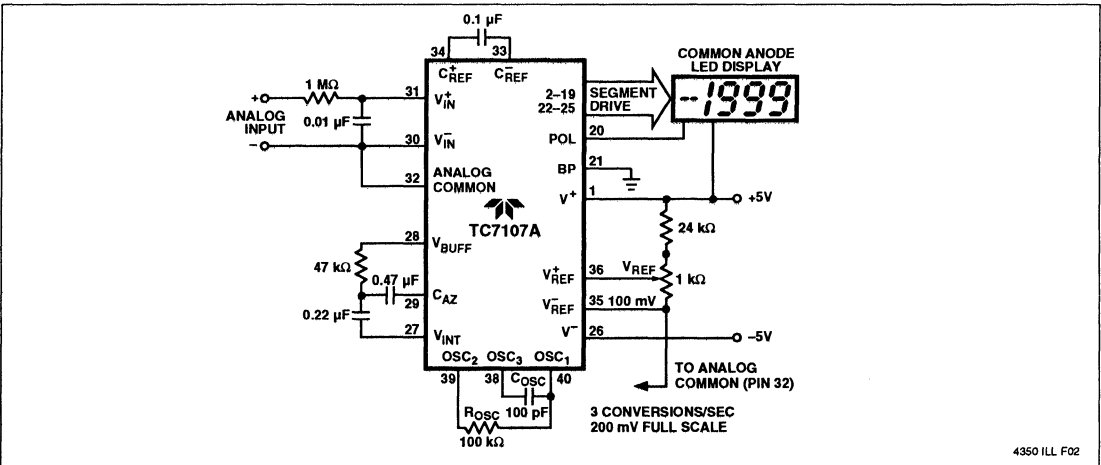 0.1 µF
34 33
C+REF C–REF
COMMON ANODE
LED DISPLAY
–1999
1 MΩ
+
31
V+IN
ANALOG
INPUT
0.01 µF
–
30
V–IN
32
ANALOG
COMMON
2–19
22–25
SEGMENT
DRIVE
POL
20
BP
21
V+
1
+5V
24 kΩ
TC7107A
28
VBUFF
47 kΩ
0.47 µF
CAZ
29
0.22 µF
27
VINT
V+REF
36
VREF
1 kΩ
V–REF
35 100 mV
V–
26
–5V
OSC2 OSC3 OSC1
39 38 40
COSC
100 pF
ROSC
100 kΩ
TO ANALOG
COMMON (PIN 32)
3 CONVERSIONS/SEC
200 mV FULL SCALE
4350 ILL F02